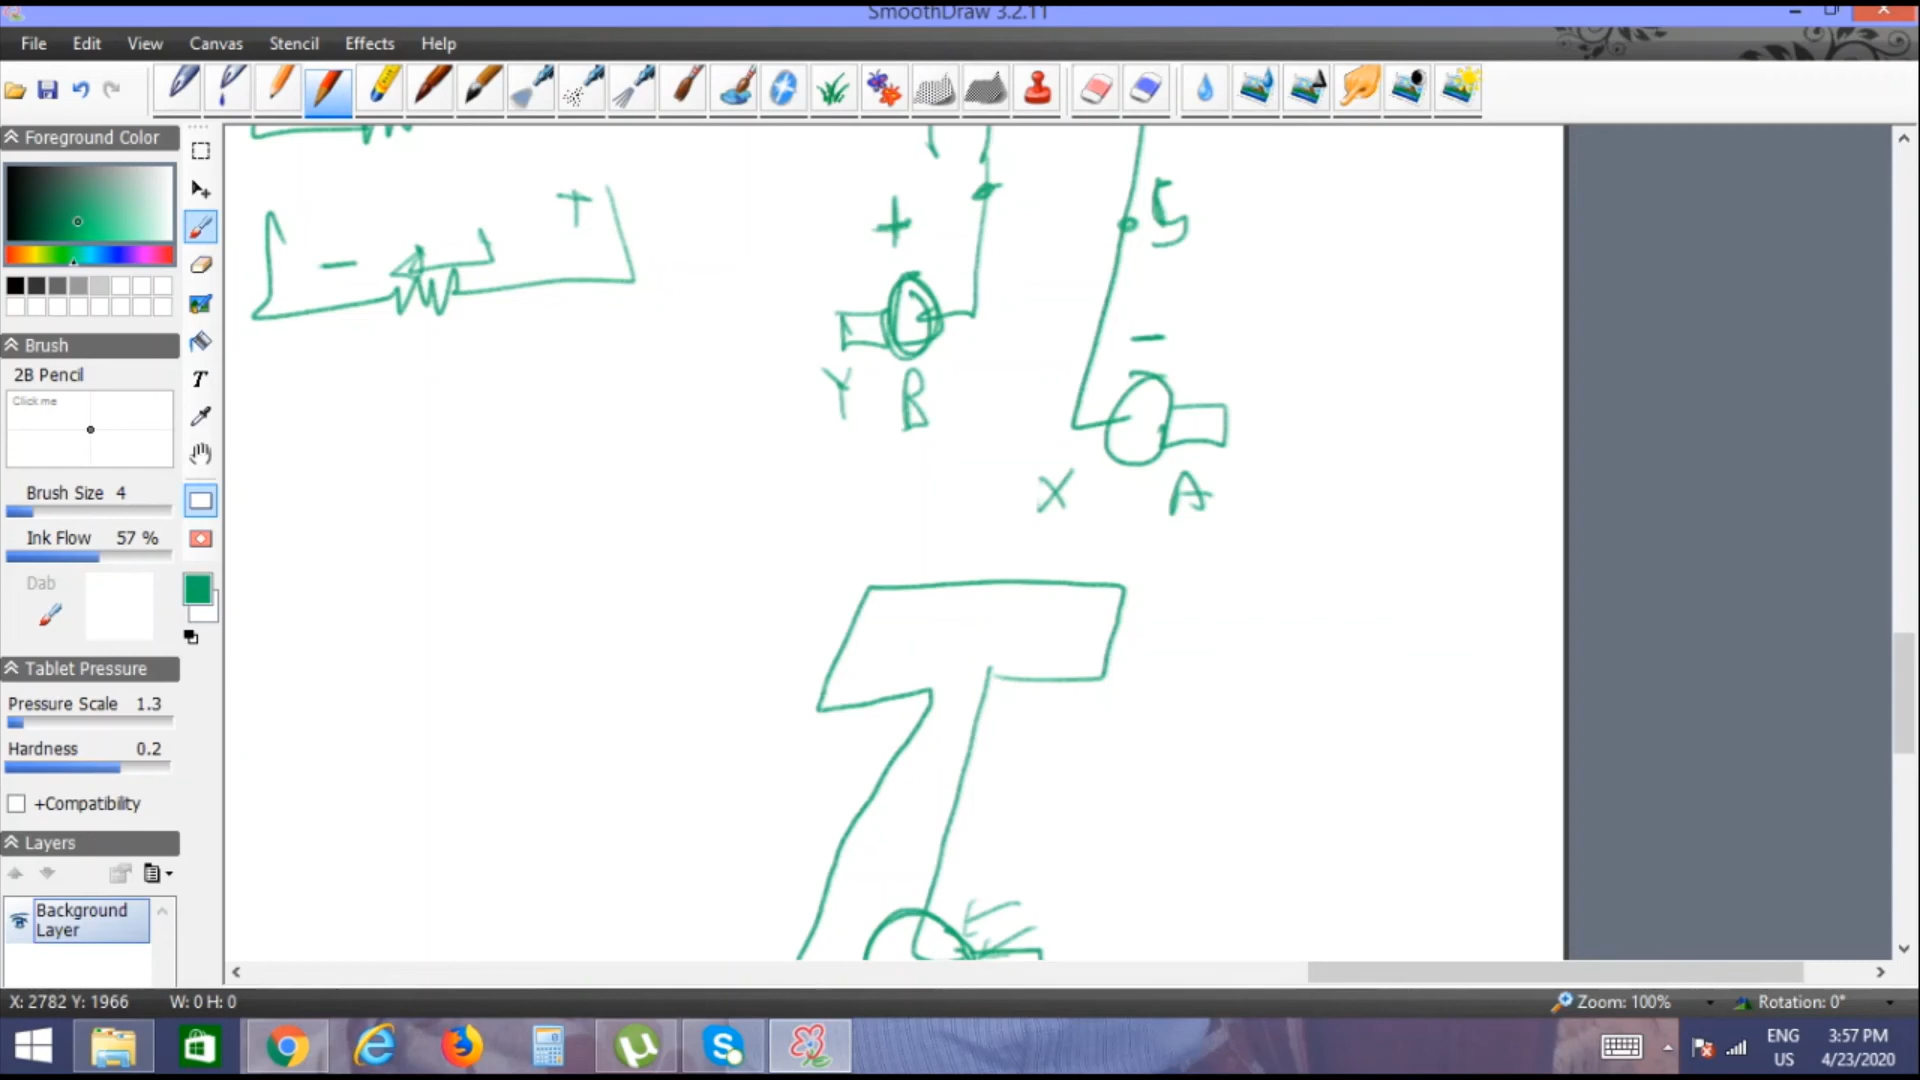 SmoothDraw 3.2.11
File Edit View Canvas Stencil Effects Help
Foreground Color
Brush
2B Pencil
Click me
Brush Size 4
Ink Flow 57 %
Dab
Tablet Pressure
Pressure Scale 1.3
Hardness 0.2
+Compatibility
Layers
Background
Layer
+
-
+
5
-
Y B
X A
X: 2782 Y: 1966 W: 0 H: 0
Zoom: 100% Rotation: 0°
ENG 3:57 PM
US 4/23/2020